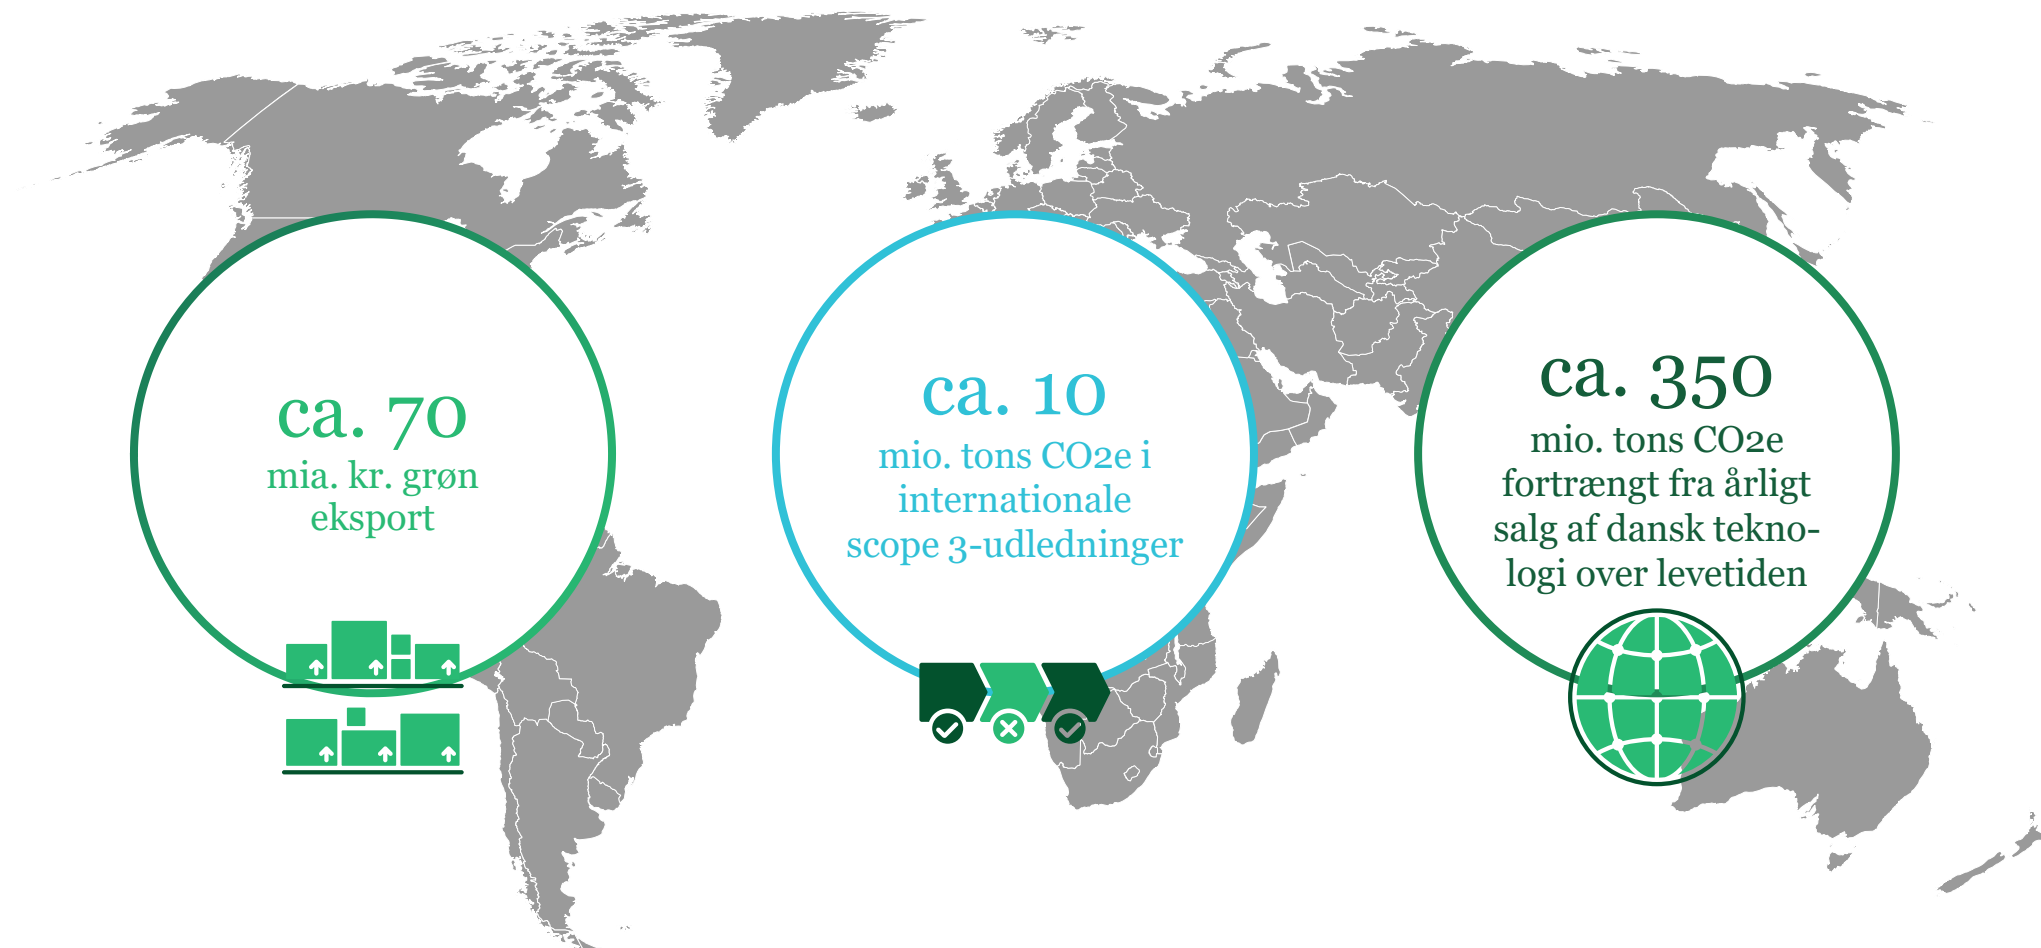 ca. 70
mia. kr. grøn
eksport
ca. 10
mio. tons CO2e i
internationale
scope 3-udledninger
ca. 350
mio. tons CO2e
fortrængt fra årligt
salg af dansk tekno-
logi over levetiden